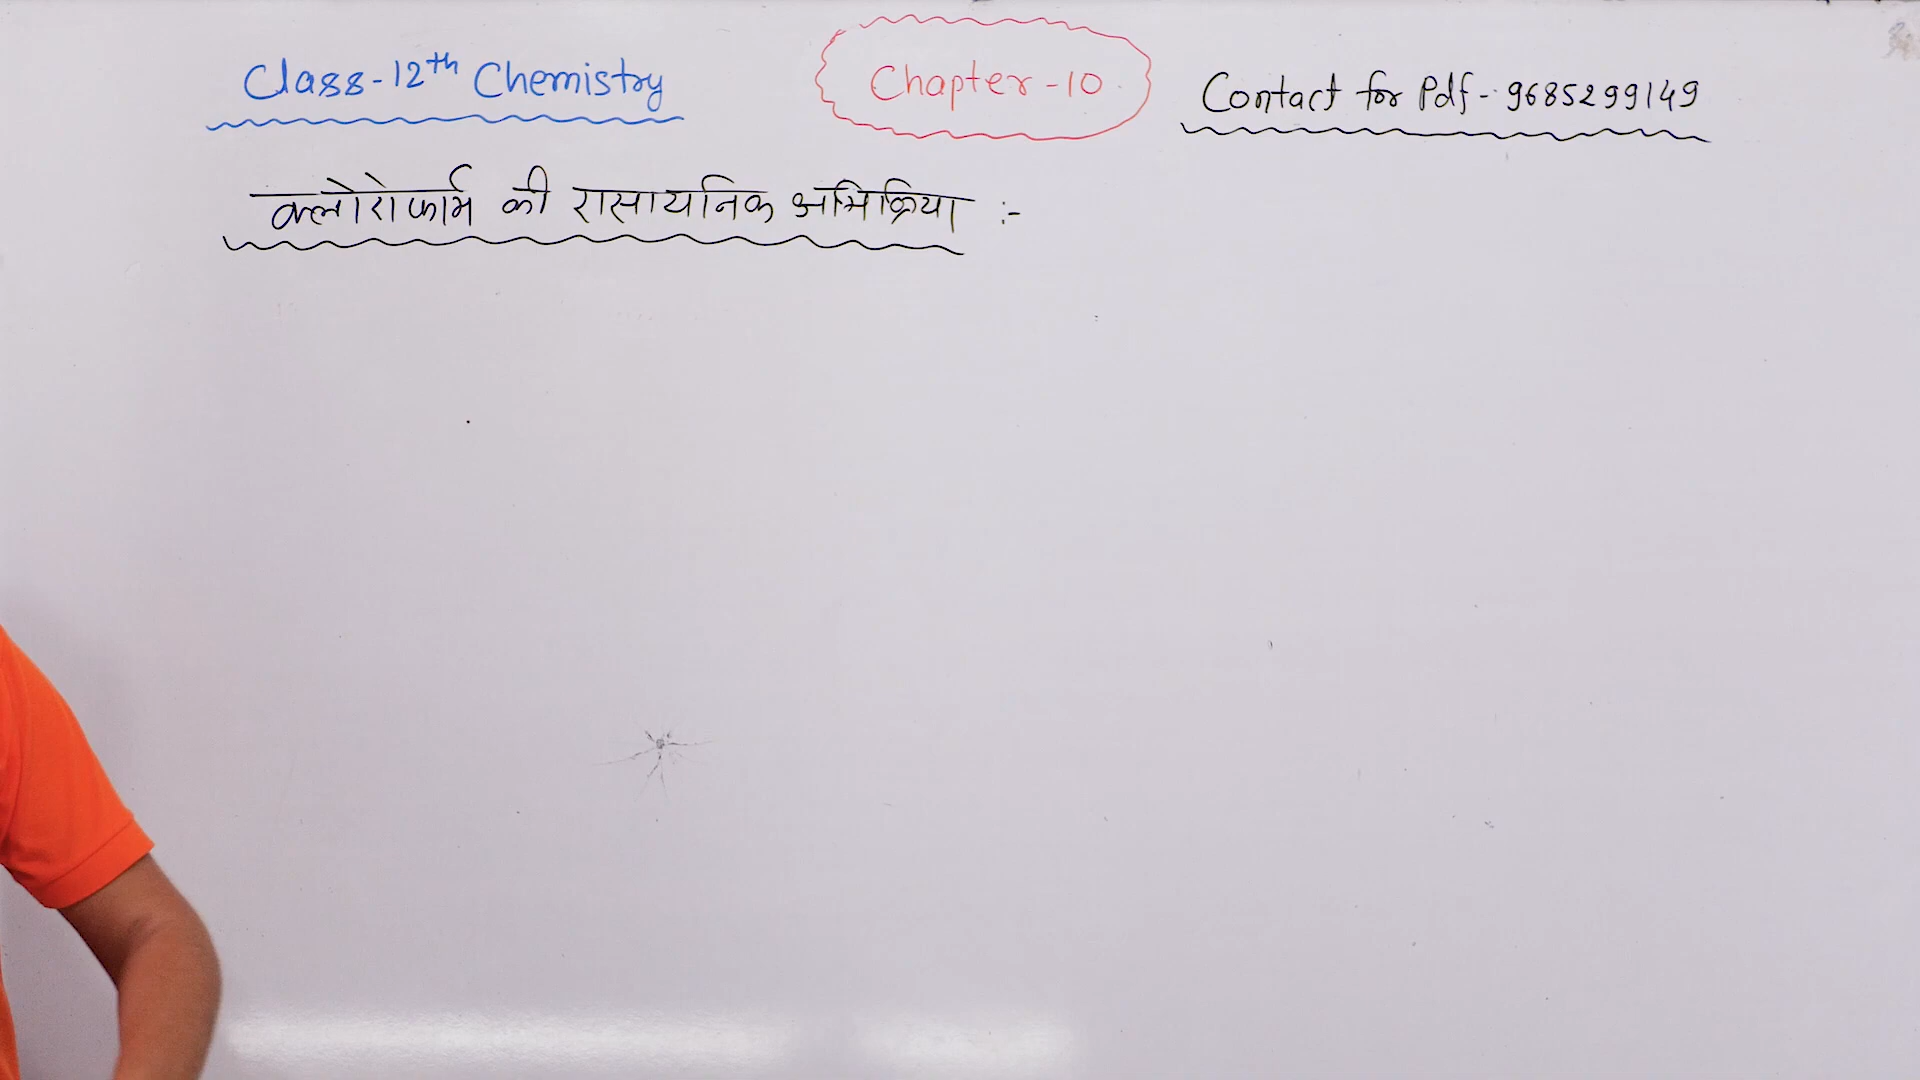 Class-12th Chemistry
Chapter-10
Contact for Pdf-9685299149
क्लोरोफार्म की रासायनिक अभिक्रिया :-